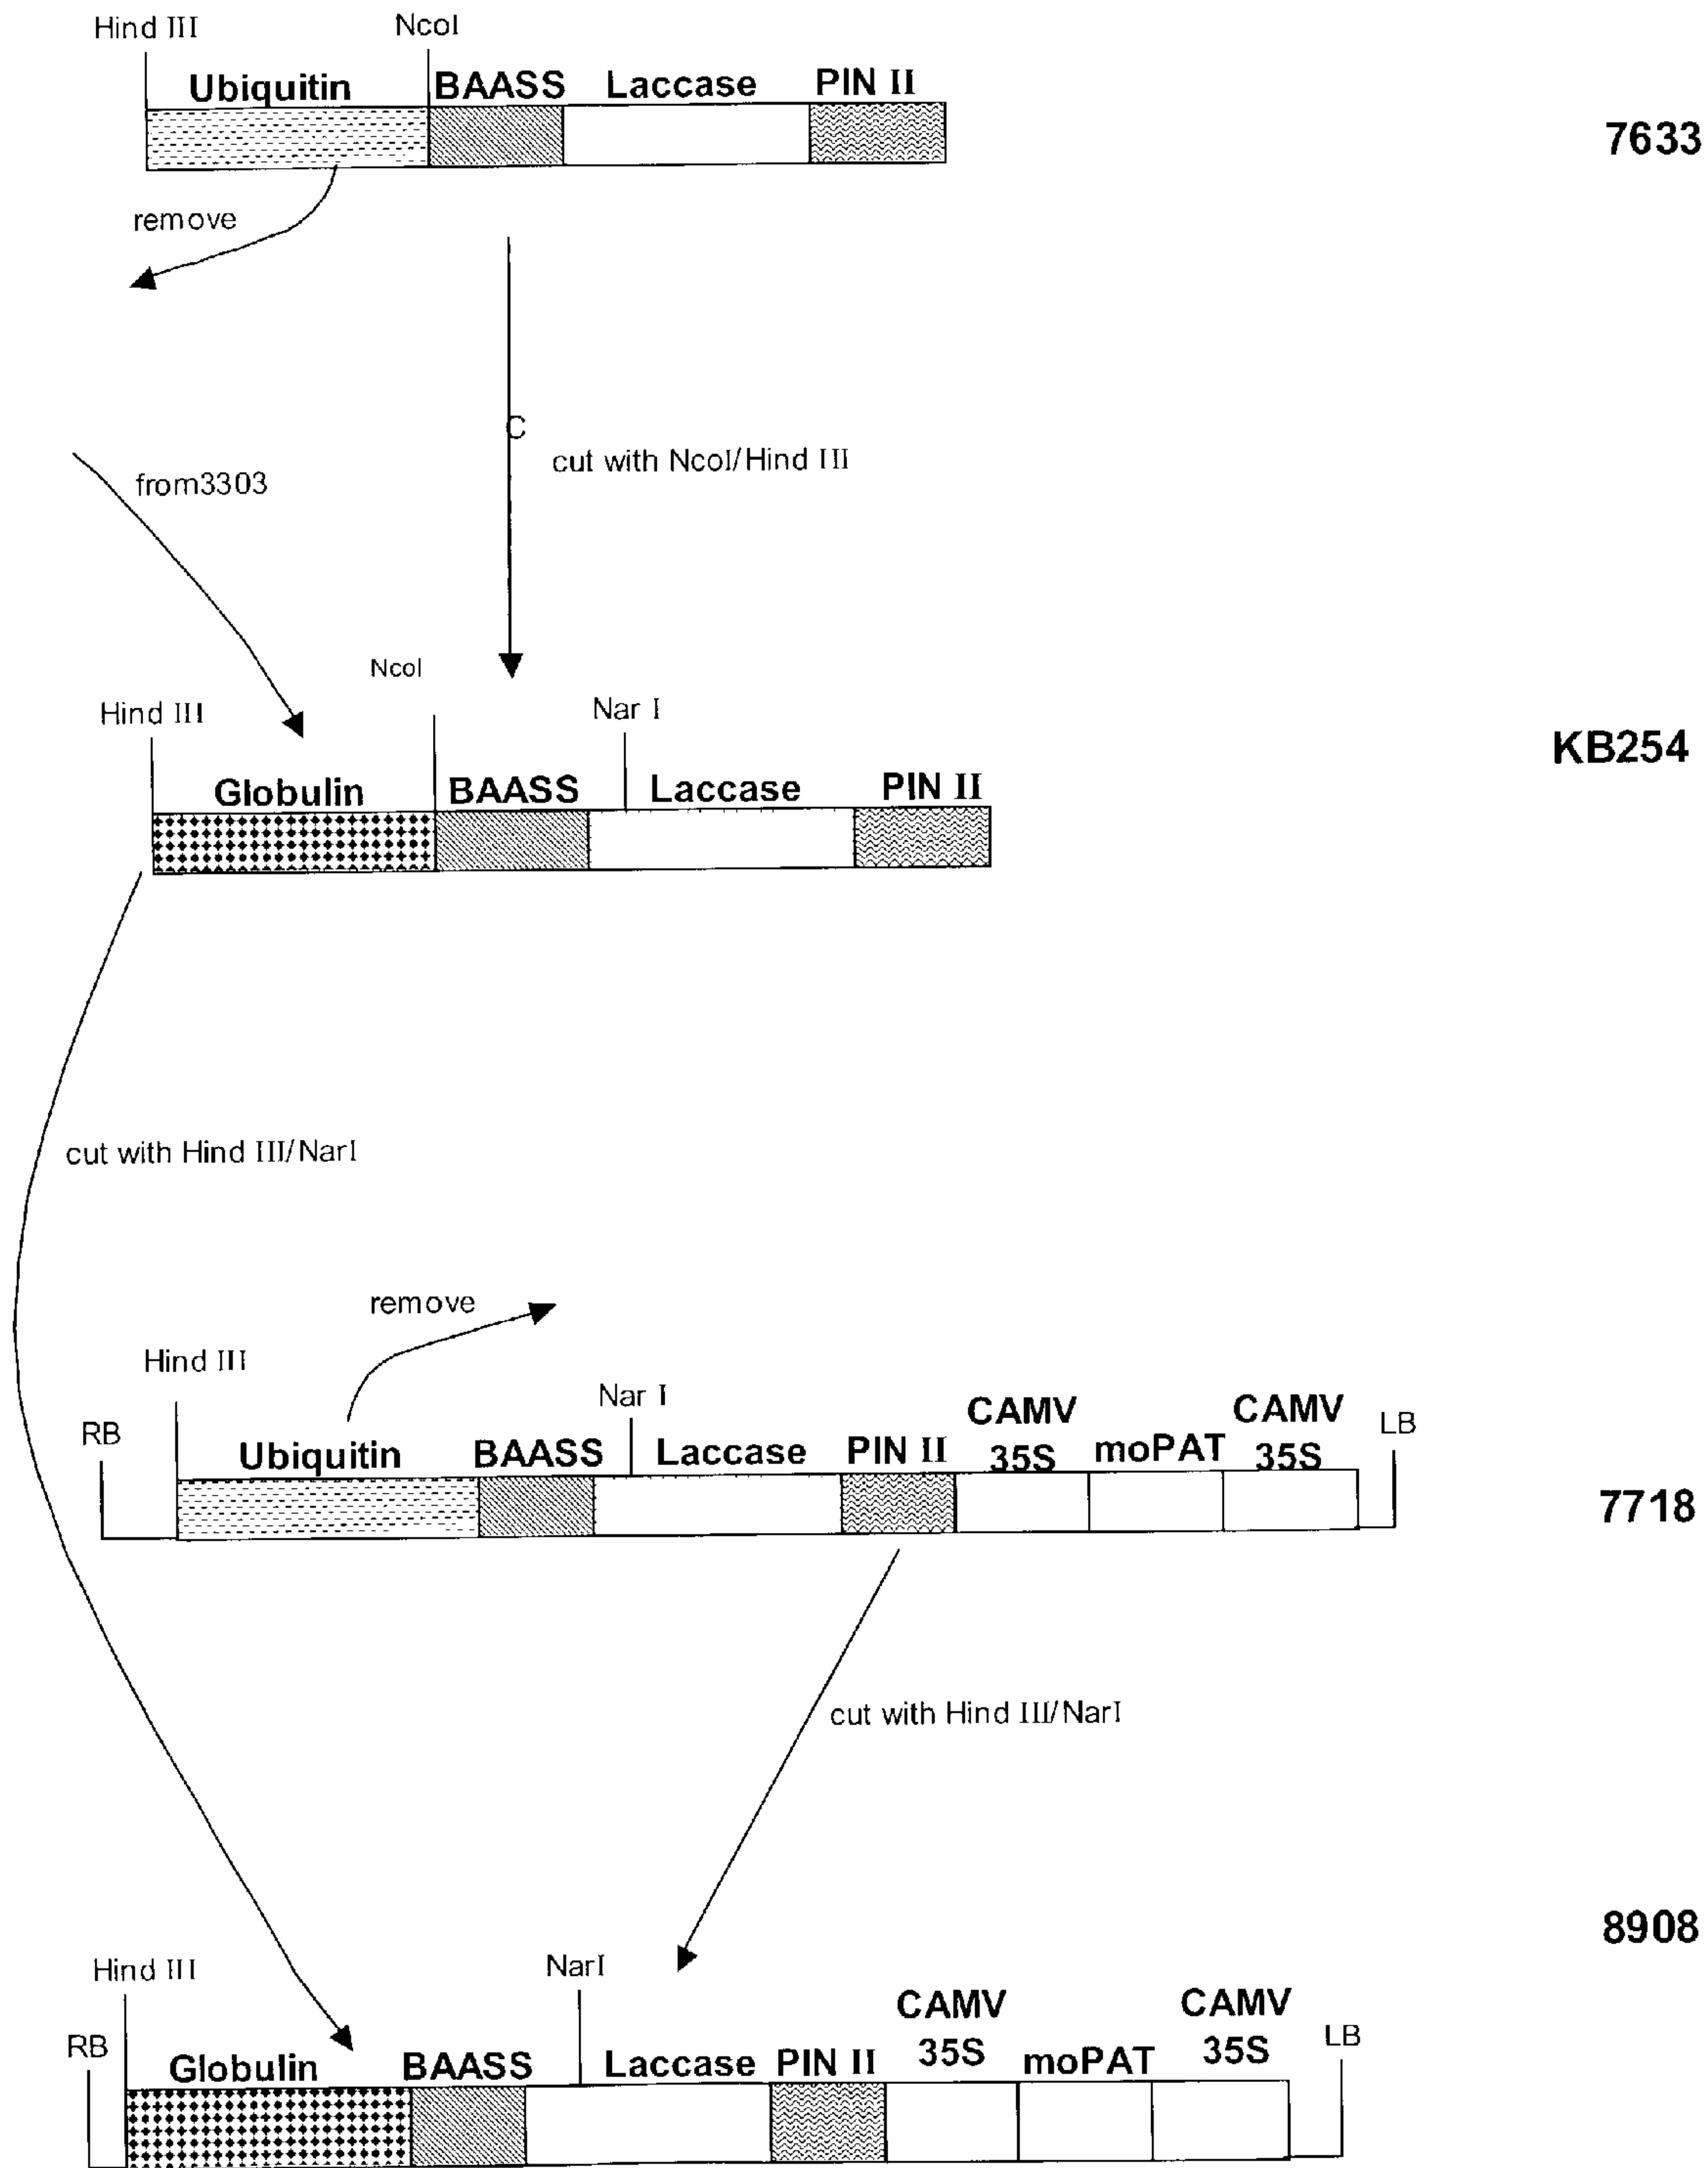 Hind III NcoI
Ubiquitin BAASS Laccase PIN II
7633
remove
C
cut with NcoI/Hind III
from3303
NcoI
Hind III Nar I
KB254
Globulin BAASS Laccase PIN II
cut with Hind III/NarI
remove
Hind III
Nar I
CAMV CAMV
RB LB
Ubiquitin BAASS Laccase PIN II 35S moPAT 35S
7718
cut with Hind III/NarI
8908
Hind III NarI
CAMV CAMV
RB 35S 35S LB
Globulin BAASS Laccase PIN II moPAT